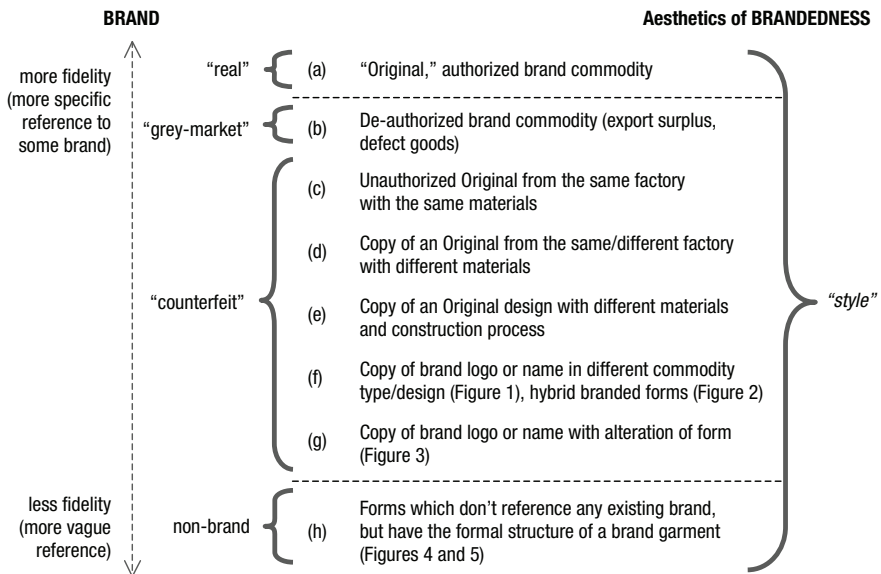 BRAND
Aesthetics of BRANDEDNESS
more fidelity
(more specific
reference to
some brand)
“real”
(a) “Original,” authorized brand commodity
“grey-market”
(b) De-authorized brand commodity (export surplus,
defect goods)
“counterfeit”
(c) Unauthorized Original from the same factory
with the same materials
(d) Copy of an Original from the same/different factory
with different materials
(e) Copy of an Original design with different materials
and construction process
(f) Copy of brand logo or name in different commodity
type/design (Figure 1), hybrid branded forms (Figure 2)
(g) Copy of brand logo or name with alteration of form
(Figure 3)
“style”
less fidelity
(more vague
reference)
non-brand
(h) Forms which don’t reference any existing brand,
but have the formal structure of a brand garment
(Figures 4 and 5)